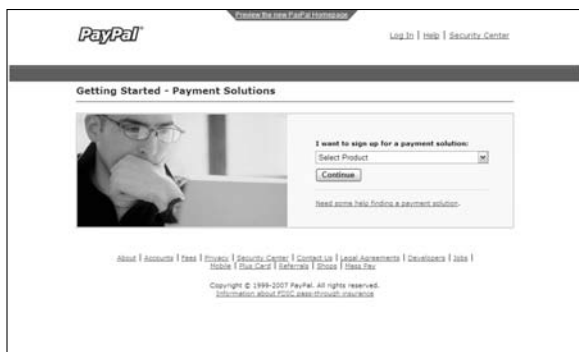 Preview the new PayPal Homepage
PayPal
Log In | Help | Security Center
Getting Started - Payment Solutions
I want to sign up for a payment solution:
Select Product
Continue
Need some help finding a payment solution.
About | Accounts | Fees | Privacy | Security Center | Contact Us | Legal Agreements | Developers | Jobs |
Mobile | Plus Card | Referrals | Shops | Mass Pay
Copyright © 1999-2007 PayPal. All rights reserved.
Information about FDIC pass-through insurance